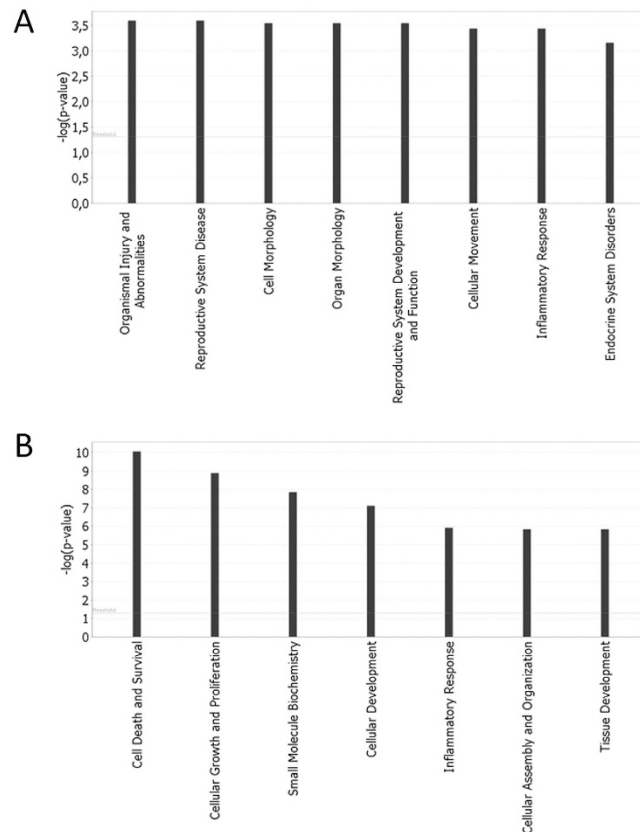 A
-log(p-value)
3,5
3,0
2,5
2,0
1,5
1,0
0,5
0,0
Threshold
Organismal Injury and
Abnormalities
Reproductive System Disease
Cell Morphology
Organ Morphology
Reproductive System Development
and Function
Cellular Movement
Inflammatory Response
Endocrine System Disorders
B
-log(p-value)
10
9
8
7
6
5
4
3
2
1
0
Threshold
Cell Death and Survival
Cellular Growth and Proliferation
Small Molecule Biochemistry
Cellular Development
Inflammatory Response
Cellular Assembly and Organization
Tissue Development